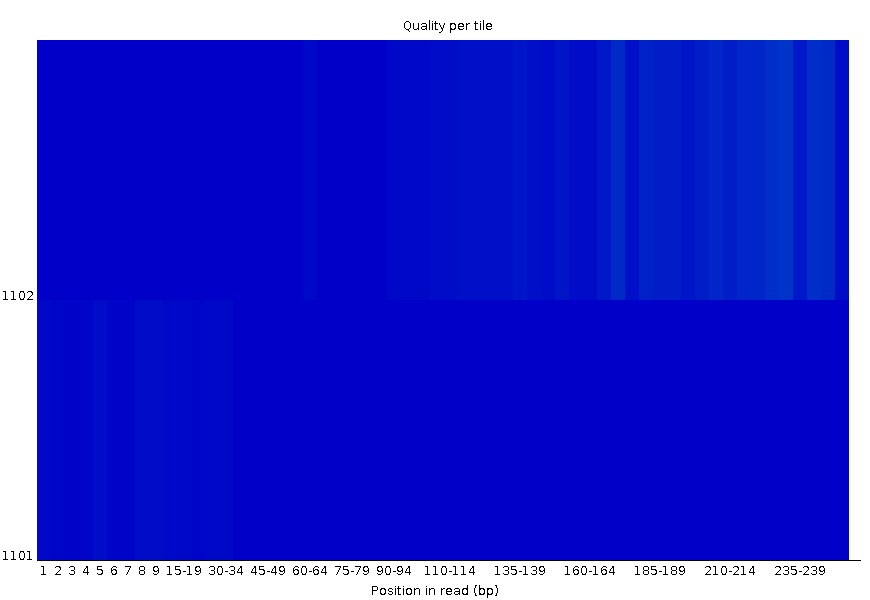 Quality per tile
1102
1101
1 2 3 4 5 6 7 8 9 15-19 30-34 45-49 60-64 75-79 90-94 110-114 135-139 160-164 185-189 210-214 235-239
Position in read (bp)